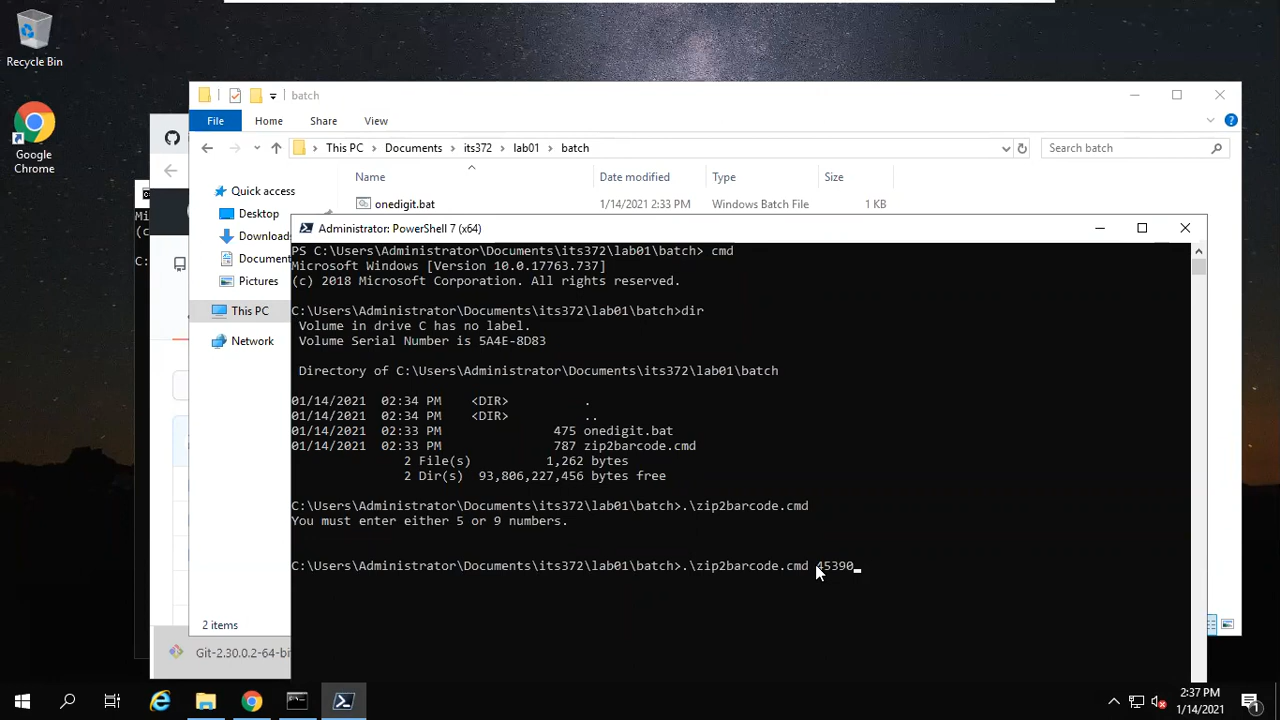 Recycle Bin
Google
Chrome
batch
File
Home
Share
View
This PC
Documents
its372
lab01
batch
Search batch
Quick access
Desktop
Downloads
Document
Pictures
This PC
Network
Name
Date modified
Type
Size
onedigit.bat
1/14/2021 2:33 PM
Windows Batch File
1 KB
2 items
Mi
(c
C:
Git-2.30.0.2-64-bi
Administrator: PowerShell 7 (x64)
PS C:\Users\Administrator\Documents\its372\lab01\batch> cmd
Microsoft Windows [Version 10.0.17763.737]
(c) 2018 Microsoft Corporation. All rights reserved.
C:\Users\Administrator\Documents\its372\lab01\batch>dir
Volume in drive C has no label.
Volume Serial Number is 5A4E-8D83
Directory of C:\Users\Administrator\Documents\its372\lab01\batch
01/14/2021 02:34 PM <DIR> .
01/14/2021 02:34 PM <DIR> ..
01/14/2021 02:33 PM 475 onedigit.bat
01/14/2021 02:33 PM 787 zip2barcode.cmd
2 File(s) 1,262 bytes
2 Dir(s) 93,806,227,456 bytes free
C:\Users\Administrator\Documents\its372\lab01\batch>.\zip2barcode.cmd
You must enter either 5 or 9 numbers.
C:\Users\Administrator\Documents\its372\lab01\batch>.\zip2barcode.cmd 45390
2:37 PM
1/14/2021
1